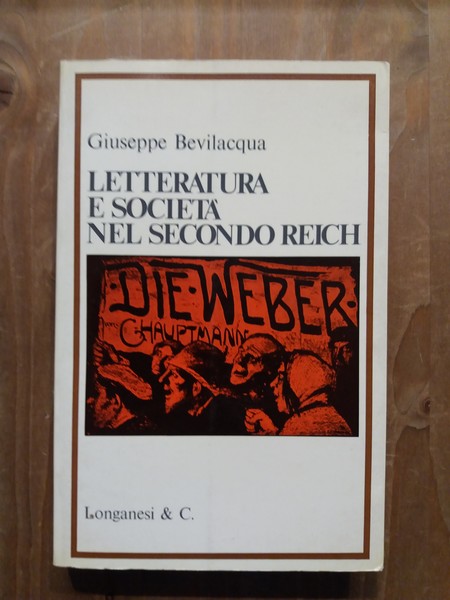 Giuseppe Bevilacqua
LETTERATURA
E SOCIETÀ
NEL SECONDO REICH
·DIE·WEBER·
G·HAUPTMANN
Longanesi & C.